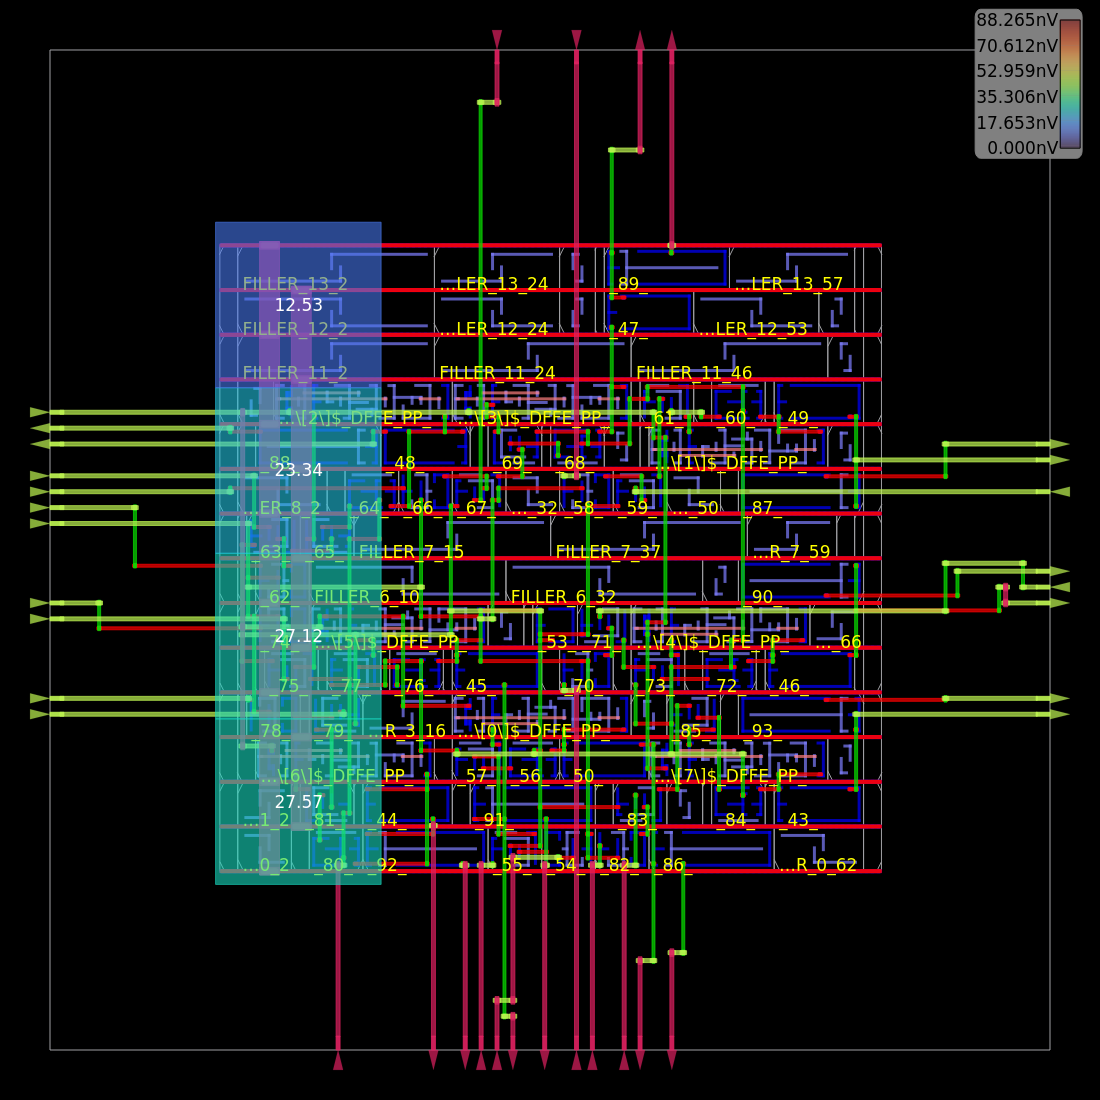 88.265nV
70.612nV
52.959nV
35.306nV
17.653nV
0.000nV
FILLER_13_2 ...LER_13_24 _89_ ...LER_13_57
12.53
FILLER_12_2 ...LER_12_24 _47_ ...LER_12_53
FILLER_11_2 FILLER_11_24 FILLER_11_46
...\[2\]$_DFFE_PP_ ...\[3\]$_DFFE_PP_ _61_ _60_ _49_
_48_ _69_ _68_ ...\[1\]$_DFFE_PP_
23.34
...ER_8_2 _64_ _66_ _67_ ..._32_ _58_ _59_ ..._50_ _87_
_63_ _65_ FILLER_7_15 FILLER_7_37 ...R_7_59
_62_ FILLER_6_10 FILLER_6_32 _90_
27.12
_74_ ...\[5\]$_DFFE_PP_ _53_ _71_ ...\[4\]$_DFFE_PP_ ..._66
_75_ _77_ _76_ _45_ _70_ _73_ _72_ _46_
_78_ _79_ ...R_3_16 ...\[0\]$_DFFE_PP_ _85_ _93_
...\[6\]$_DFFE_PP_ _57_ _56_ _50_ ...\[7\]$_DFFE_PP_
27.57
...1_2 _81_ _44_ _91_ _83_ _84_ _43_
...0_2 _80_ _92_ _55_ _54_ _82_ _86_ ...R_0_62